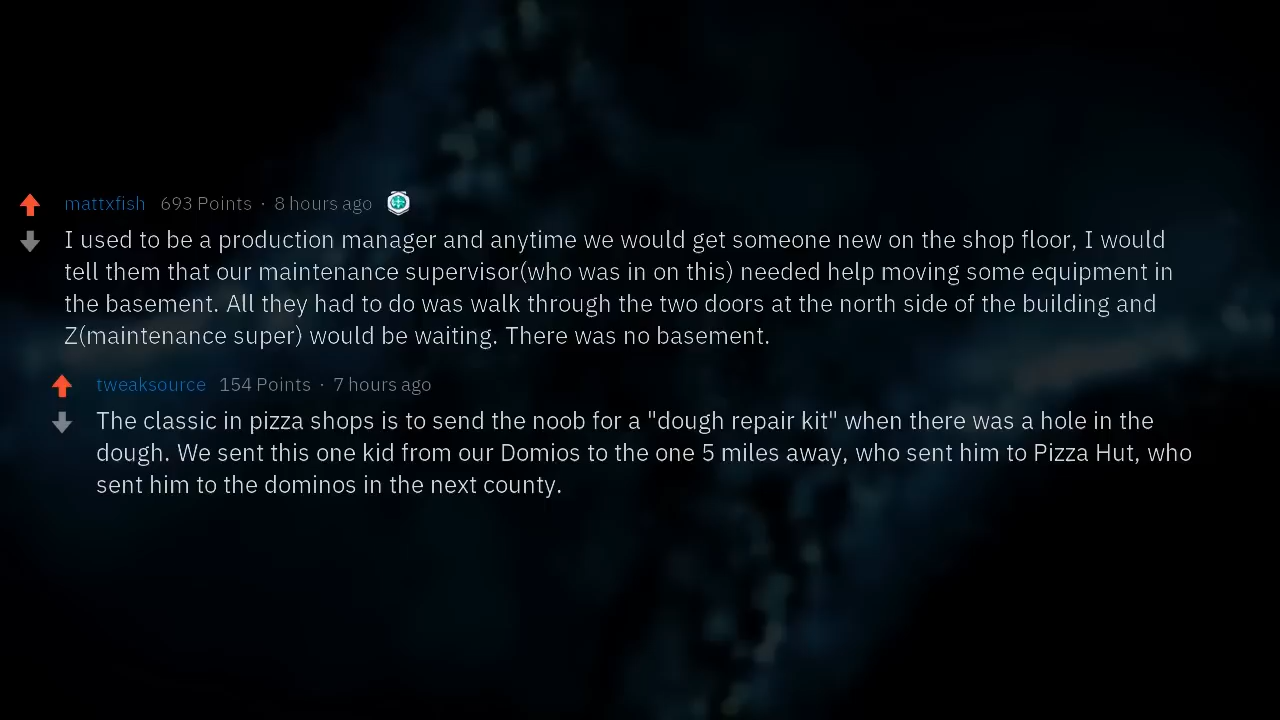 mattxfish 693 Points · 8 hours ago
I used to be a production manager and anytime we would get someone new on the shop floor, I would
tell them that our maintenance supervisor(who was in on this) needed help moving some equipment in
the basement. All they had to do was walk through the two doors at the north side of the building and
Z(maintenance super) would be waiting. There was no basement.
tweaksource 154 Points · 7 hours ago
The classic in pizza shops is to send the noob for a "dough repair kit" when there was a hole in the
dough. We sent this one kid from our Domios to the one 5 miles away, who sent him to Pizza Hut, who
sent him to the dominos in the next county.